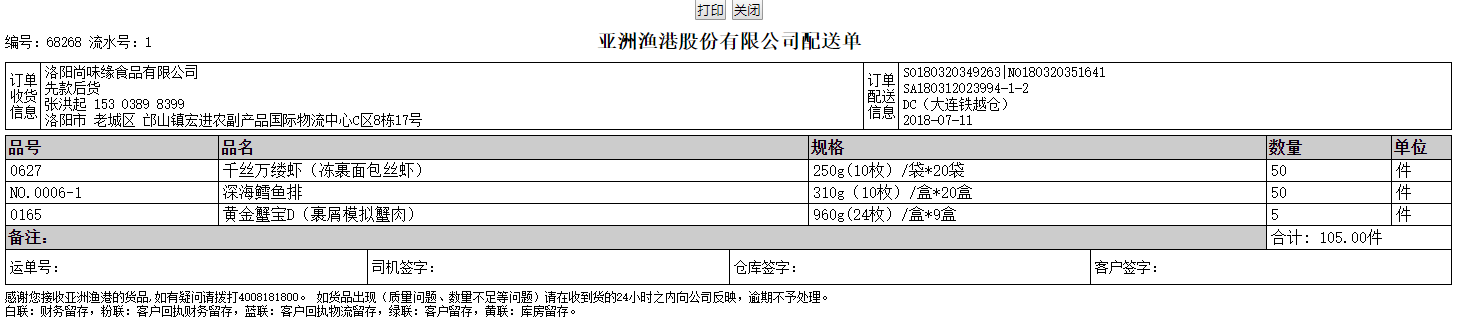 打印 关闭
编号：68268 流水号：1
亚洲渔港股份有限公司配送单
订单收货信息
洛阳尚味缘食品有限公司
先款后货
张洪起 153 0389 8399
洛阳市 老城区 邙山镇宏进农副产品国际物流中心C区8栋17号
订单配送信息
SO180320349263|NO180320351641
SA180312023994-1-2
DC（大连铁越仓）
2018-07-11
品号 品名 规格 数量 单位
0627 千丝万缕虾（冻裹面包丝虾） 250g(10枚）/袋*20袋 50 件
NO.0006-1 深海鳕鱼排 310g（10枚）/盒*20盒 50 件
0165 黄金蟹宝D（裹屑模拟蟹肉） 960g(24枚）/盒*9盒 5 件
备注： 合计: 105.00件
运单号： 司机签字： 仓库签字： 客户签字：
感谢您接收亚洲渔港的货品,如有疑问请拨打4008181800。 如货品出现（质量问题、数量不足等问题）请在收到货的24小时之内向公司反映，逾期不予处理。
白联：财务留存，粉联：客户回执财务留存，蓝联：客户回执物流留存，绿联：客户留存，黄联：库房留存。